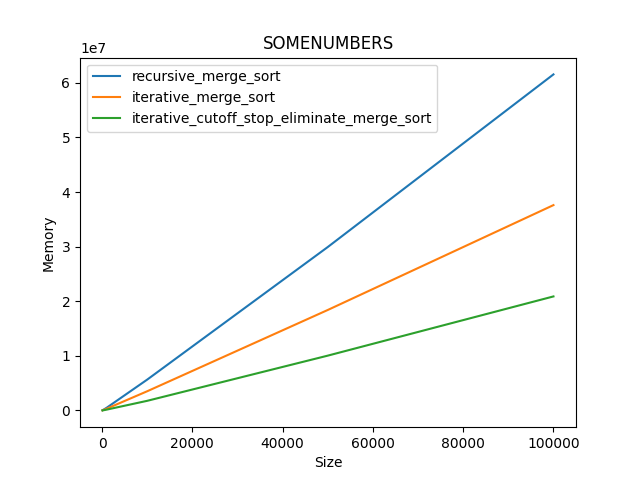 SOMENUMBERS
1e7
recursive_merge_sort
iterative_merge_sort
iterative_cutoff_stop_eliminate_merge_sort
6
5
4
3
2
1
0
Memory
0 20000 40000 60000 80000 100000
Size